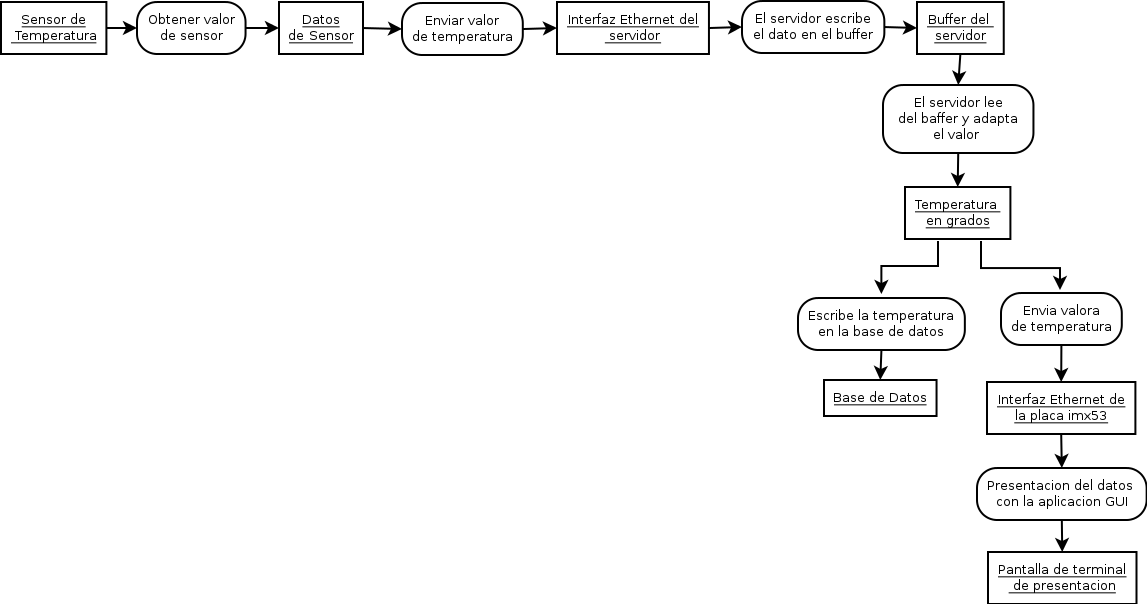 Sensor de
Temperatura
Obtener valor
de sensor
Datos
de Sensor
Enviar valor
de temperatura
Interfaz Ethernet del
servidor
El servidor escribe
el dato en el buffer
Buffer del
servidor
El servidor lee
del baffer y adapta
el valor
Temperatura
en grados
Escribe la temperatura
en la base de datos
Base de Datos
Envia valora
de temperatura
Interfaz Ethernet de
la placa imx53
Presentacion del datos
con la aplicacion GUI
Pantalla de terminal
de presentacion